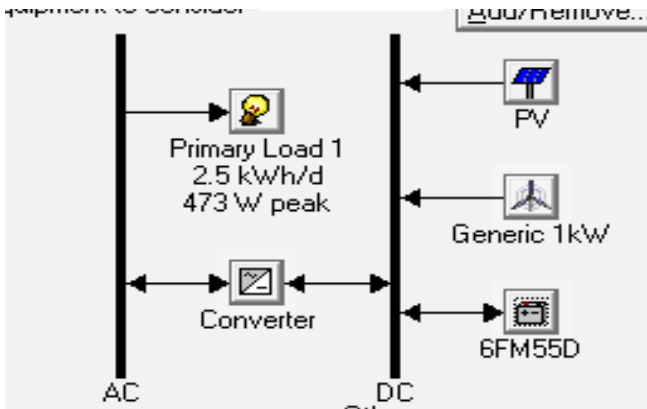 Add/Remove...
PV
Primary Load 1
2.5 kWh/d
473 W peak
Generic 1kW
Converter
6FM55D
AC
DC